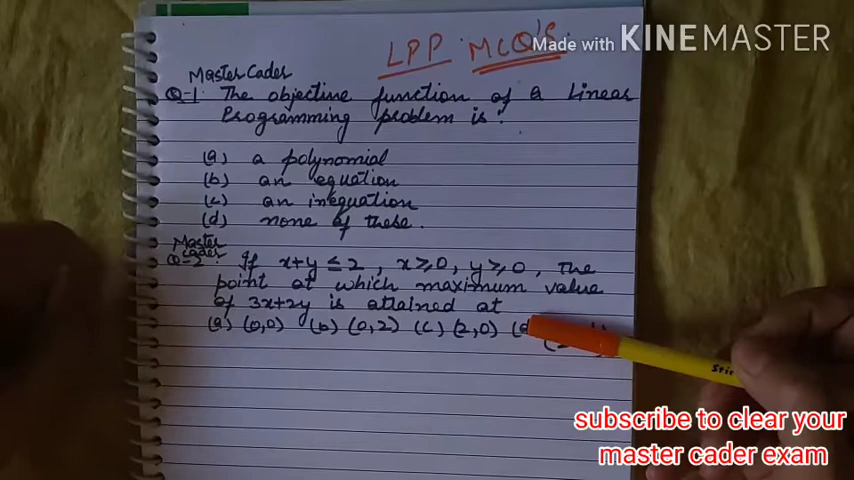 LPP MCQ's
Made with KINEMASTER
Master Cader
Q-1 The objective function of a Linear
Programming problem is:
(a) a polynomial
(b) an equation
(c) an inequation
(d) none of these.
Master
Cader
Q-2 If x+y ≤ 2, x≥0, y≥0, The
point at which maximum value
of 3x+2y is attained at
(a) (0,0) (b) (0,2) (c) (2,0)
subscribe to clear your
master cader exam